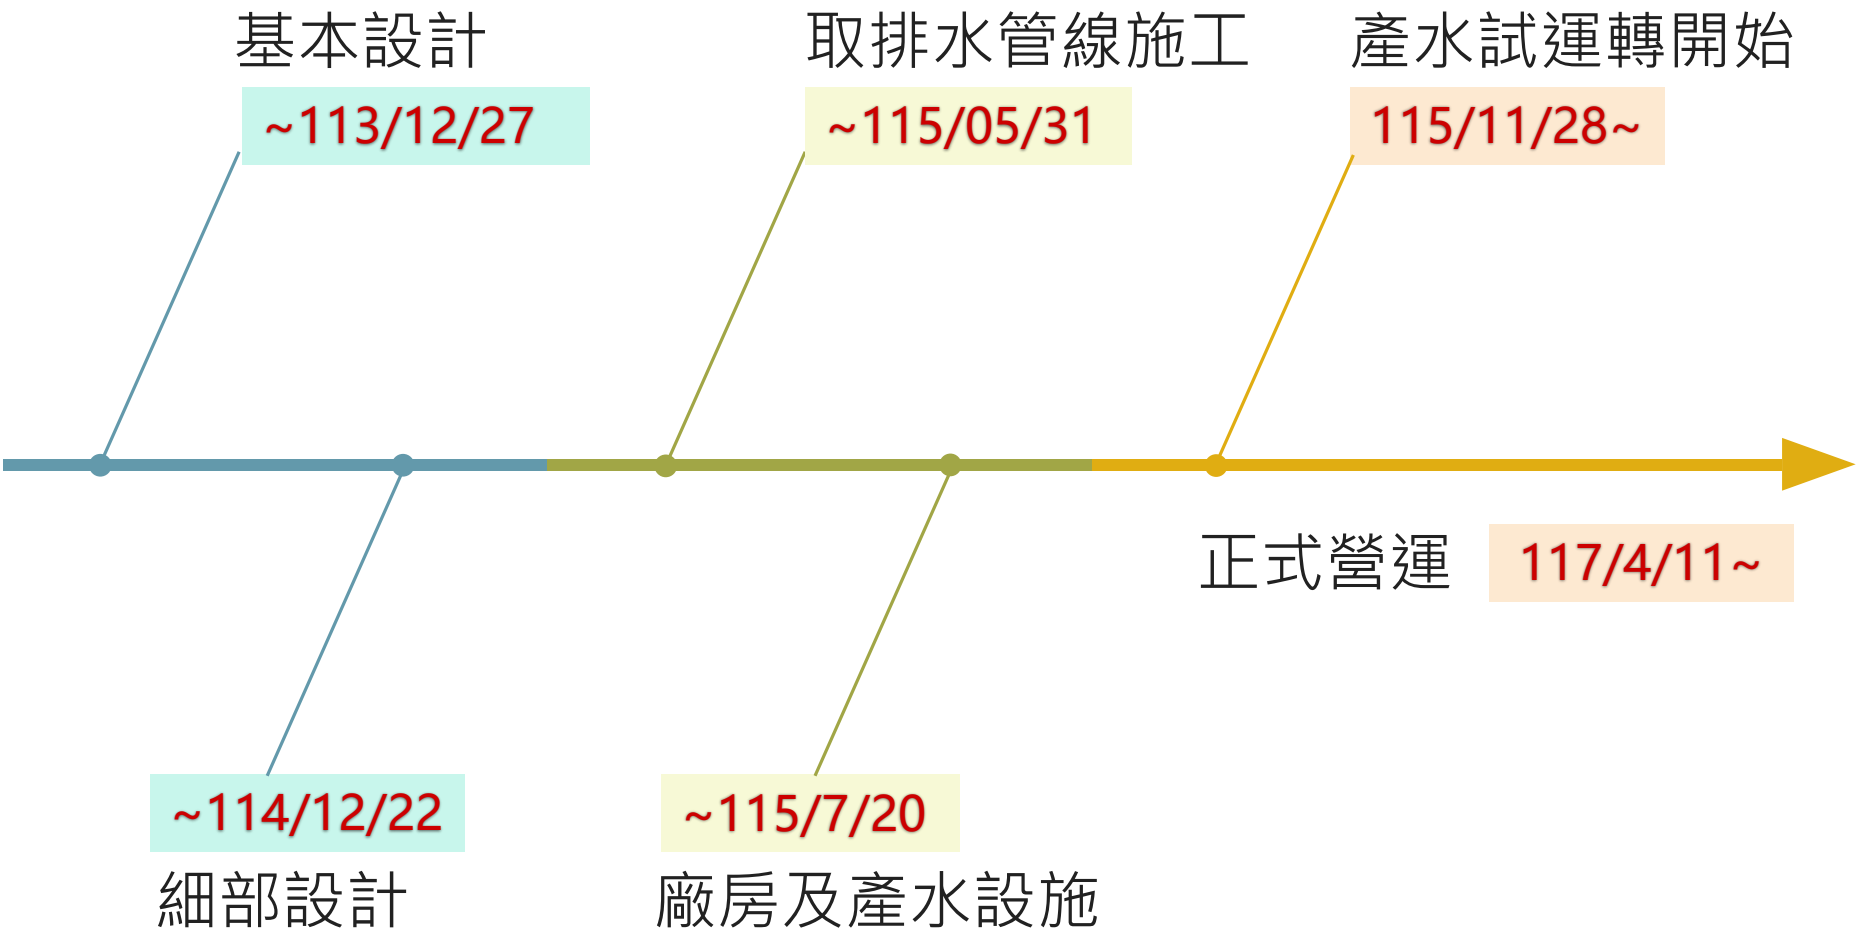 基本設計
~113/12/27
取排水管線施工
~115/05/31
產水試運轉開始
115/11/28~
正式營運
117/4/11~
~114/12/22
細部設計
~115/7/20
廠房及產水設施